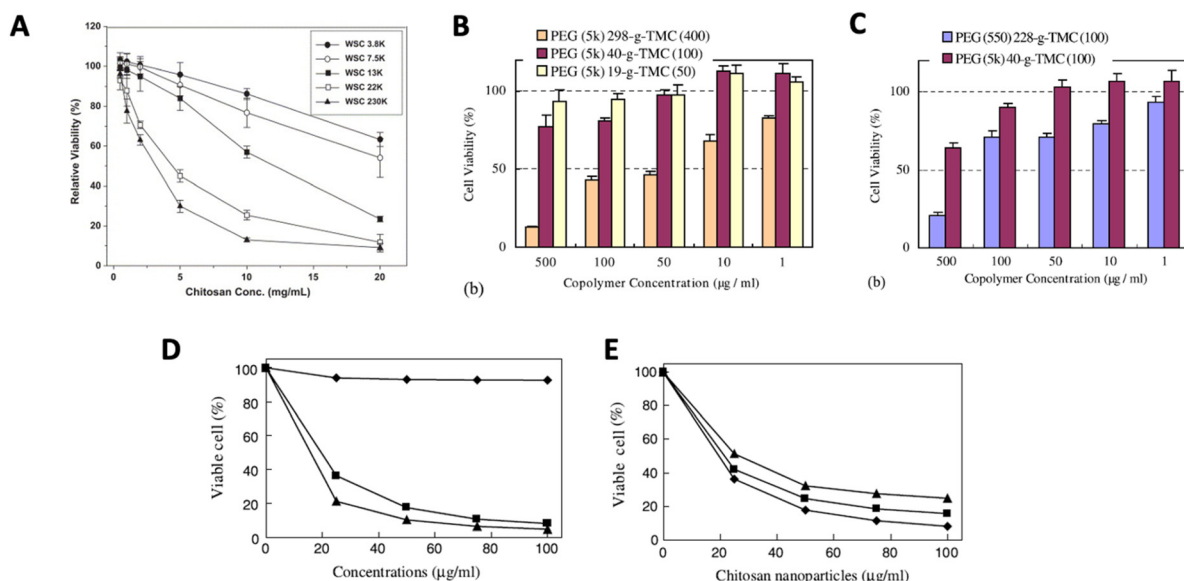 A
Relative Viability (%)
120
100
80
60
40
20
0
0
5
10
15
20
Chitosan Conc. (mg/mL)
WSC 3.8K
WSC 7.5K
WSC 13K
WSC 22K
WSC 230K
B
PEG (5k) 298-g-TMC (400)
PEG (5k) 40-g-TMC (100)
PEG (5k) 19-g-TMC (50)
Cell Viability (%)
100
50
0
500
100
50
10
1
(b)
Copolymer Concentration (μg / ml)
C
PEG (550) 228-g-TMC (100)
PEG (5k) 40-g-TMC (100)
Cell Viability (%)
100
50
0
500
100
50
10
1
(b)
Copolymer Concentration (μg / ml)
D
Viable cell (%)
100
80
60
40
20
0
0
20
40
60
80
100
Concentrations (μg/ml)
E
Viable cell (%)
100
80
60
40
20
0
0
20
40
60
80
100
Chitosan nanoparticles (μg/ml)